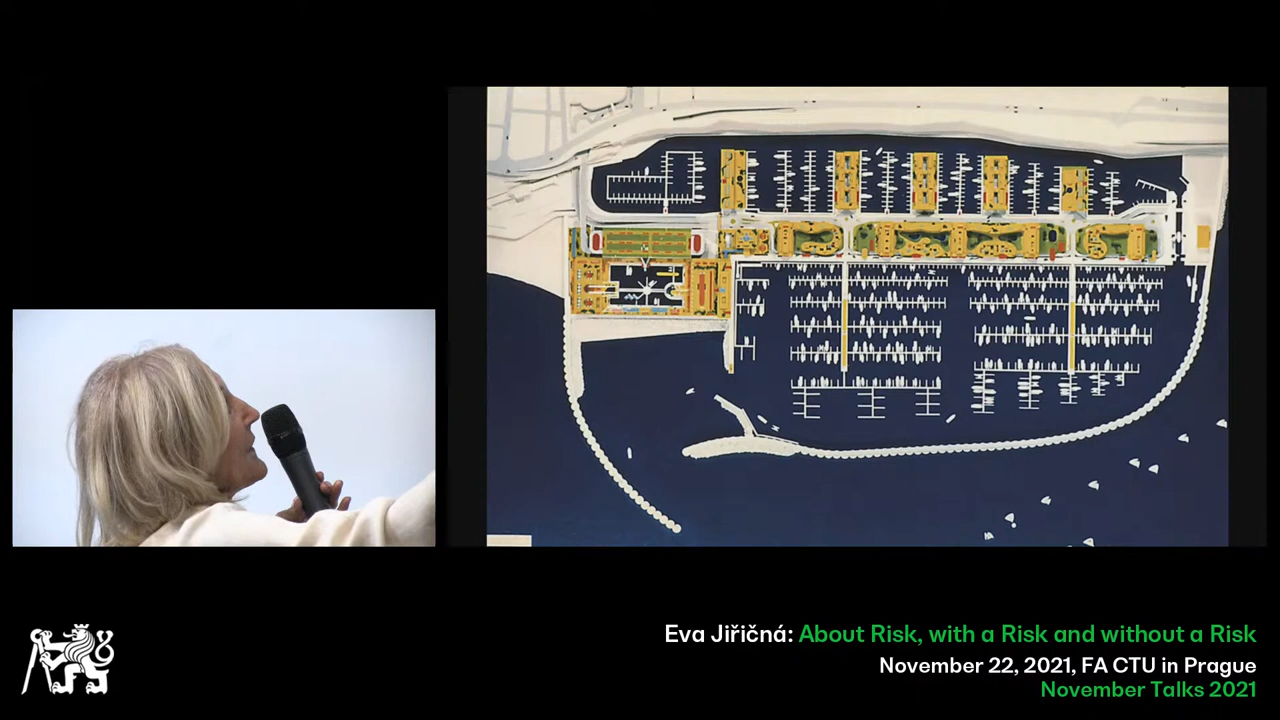 Eva Jiřičná: About Risk, with a Risk and without a Risk
November 22, 2021, FA CTU in Prague
November Talks 2021